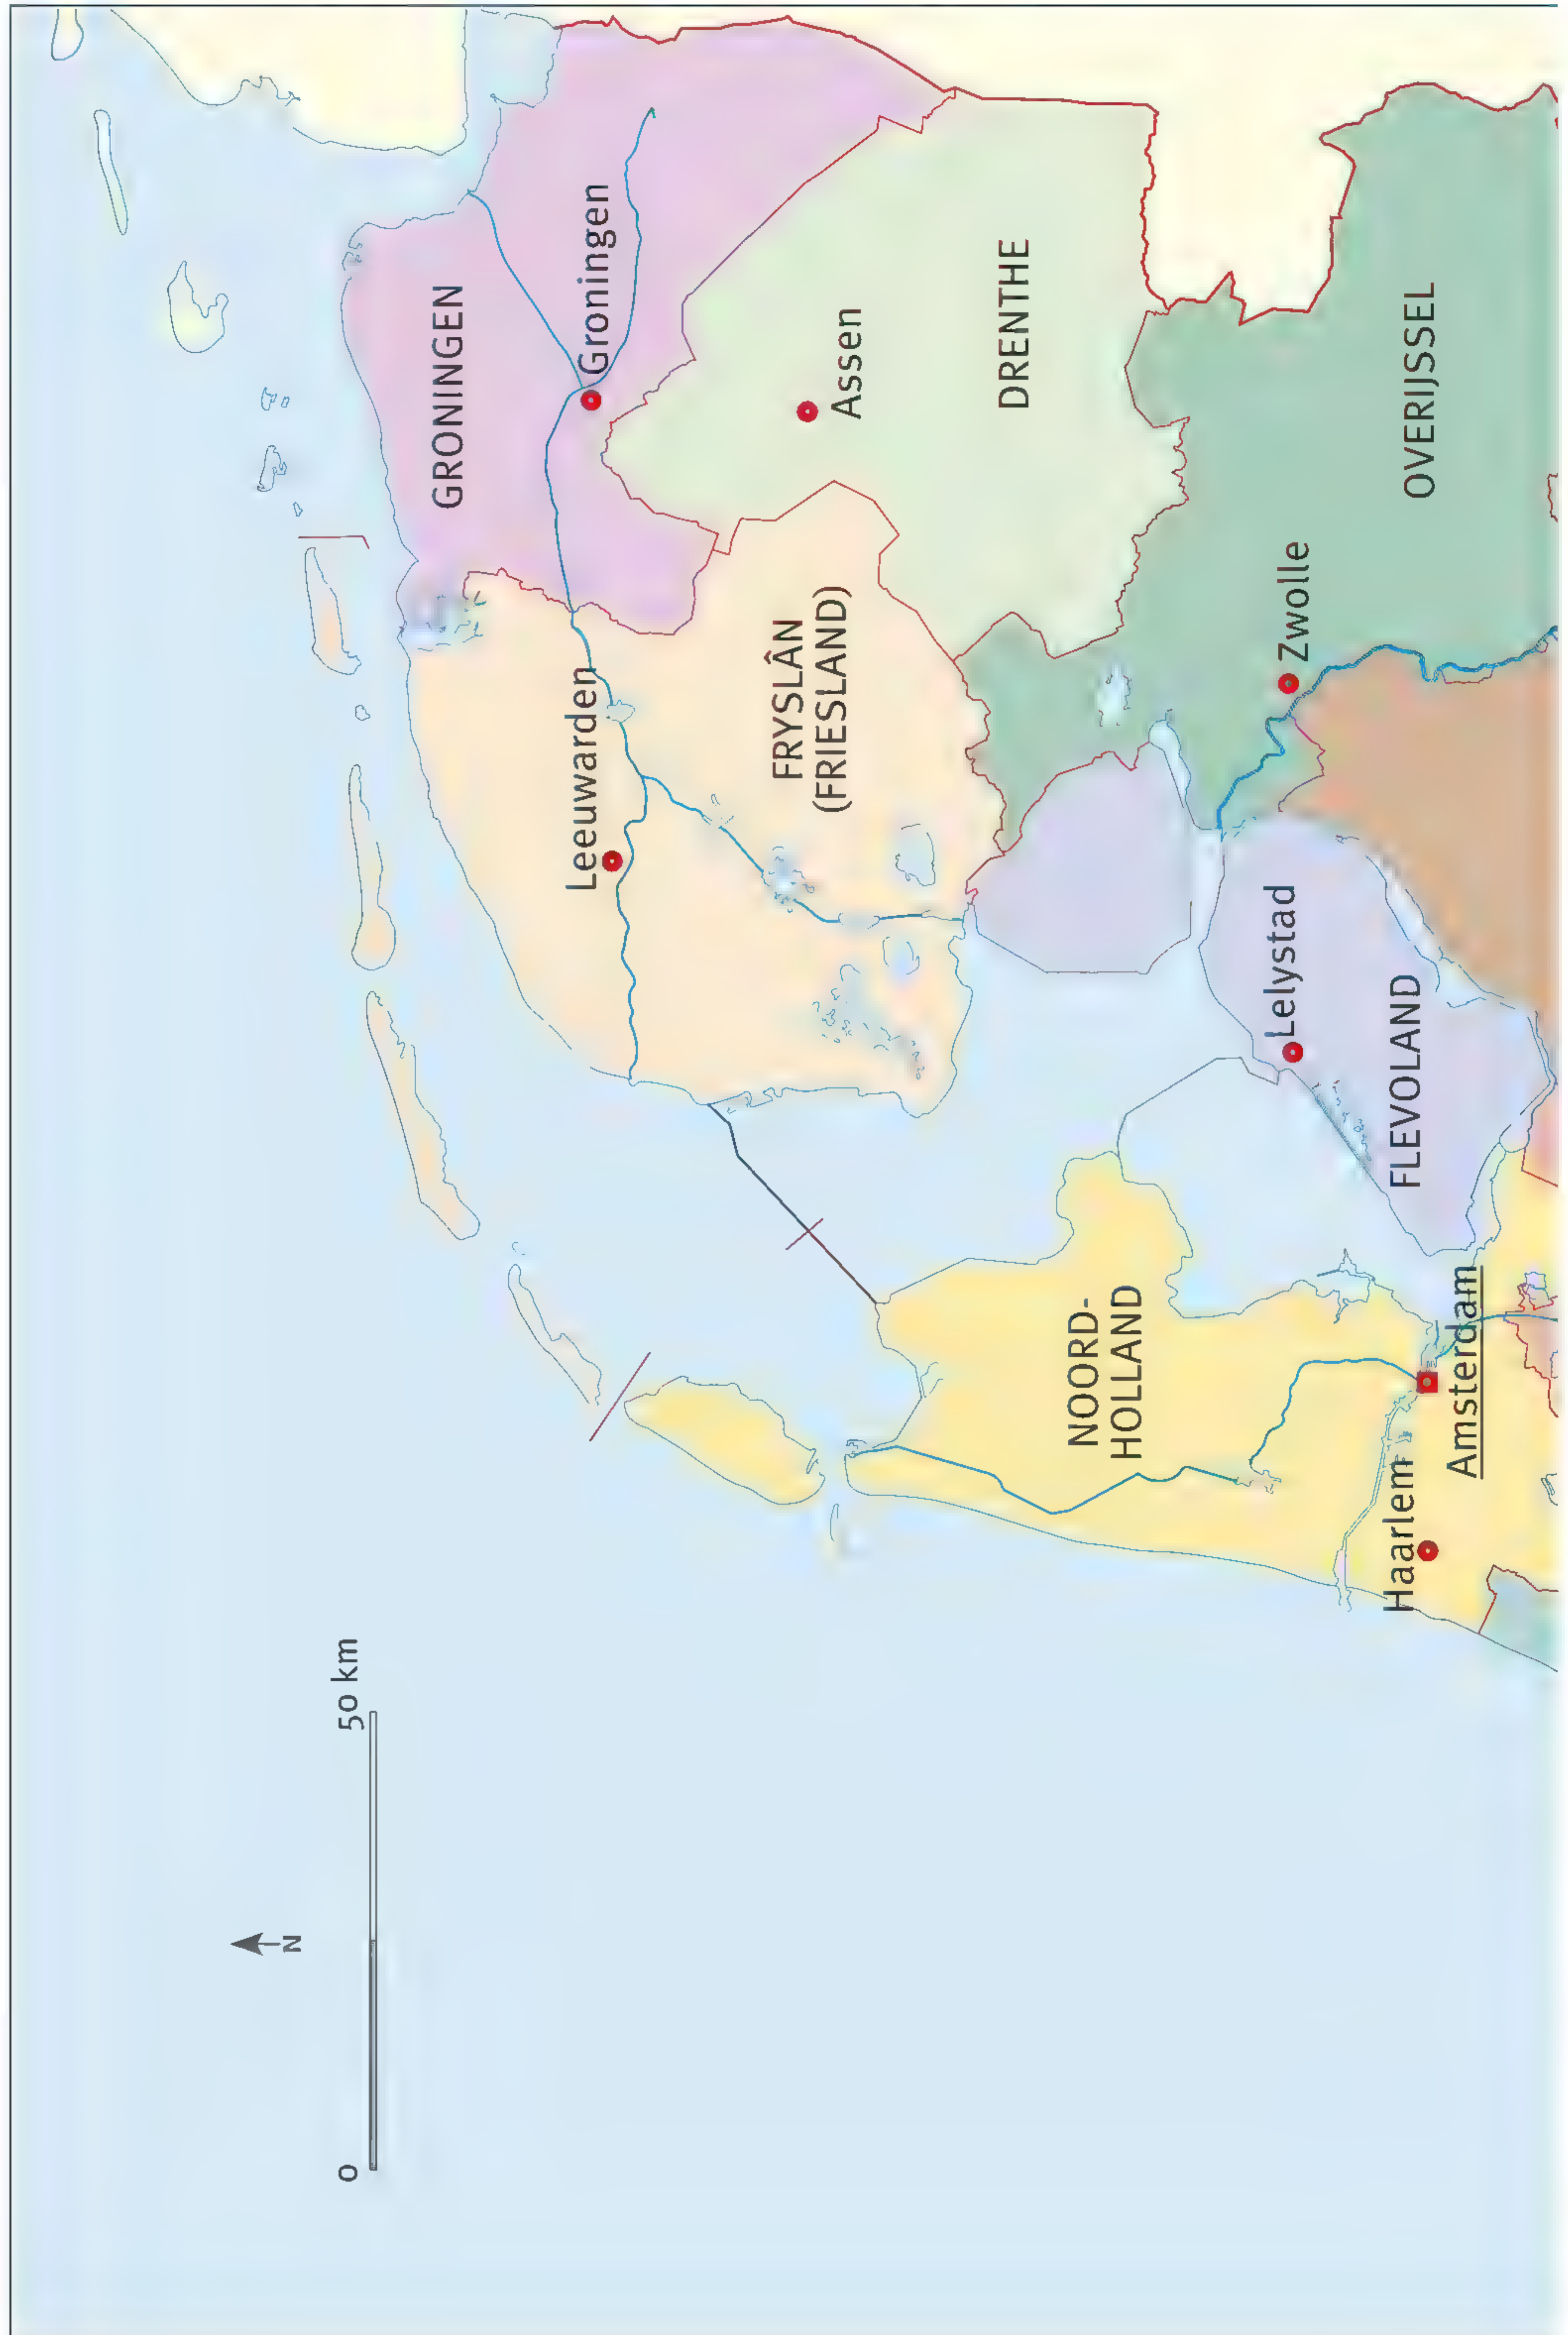 0
50 km
N
GRONINGEN
Groningen
Leeuwarden
FRYSLÂN
(FRIESLAND)
Assen
DRENTHE
NOORD-
HOLLAND
Zwolle
Lelystad
OVERIJSSEL
FLEVOLAND
Haarlem
Amsterdam